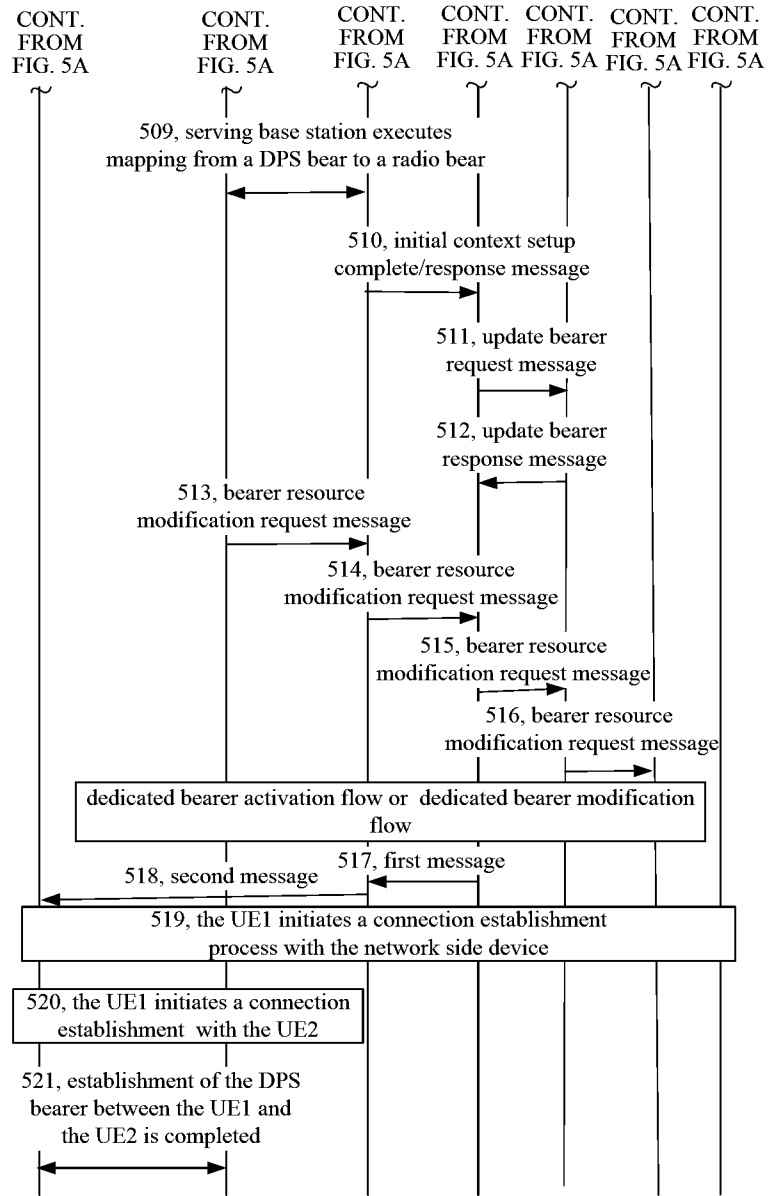 CONT.
FROM
FIG. 5A
CONT.
FROM
FIG. 5A
CONT.
FROM
FIG. 5A
CONT.
FROM
FIG. 5A
CONT.
FROM
FIG. 5A
CONT.
FROM
FIG. 5A
CONT.
FROM
FIG. 5A
509, serving base station executes
mapping from a DPS bear to a radio bear
510, initial context setup
complete/response message
511, update bearer
request message
512, update bearer
response message
513, bearer resource
modification request message
514, bearer resource
modification request message
515, bearer resource
modification request message
516, bearer resource
modification request message
dedicated bearer activation flow or dedicated bearer modification
flow
517, first message
518, second message
519, the UE1 initiates a connection establishment
process with the network side device
520, the UE1 initiates a connection
establishment with the UE2
521, establishment of the DPS
bearer between the UE1 and
the UE2 is completed